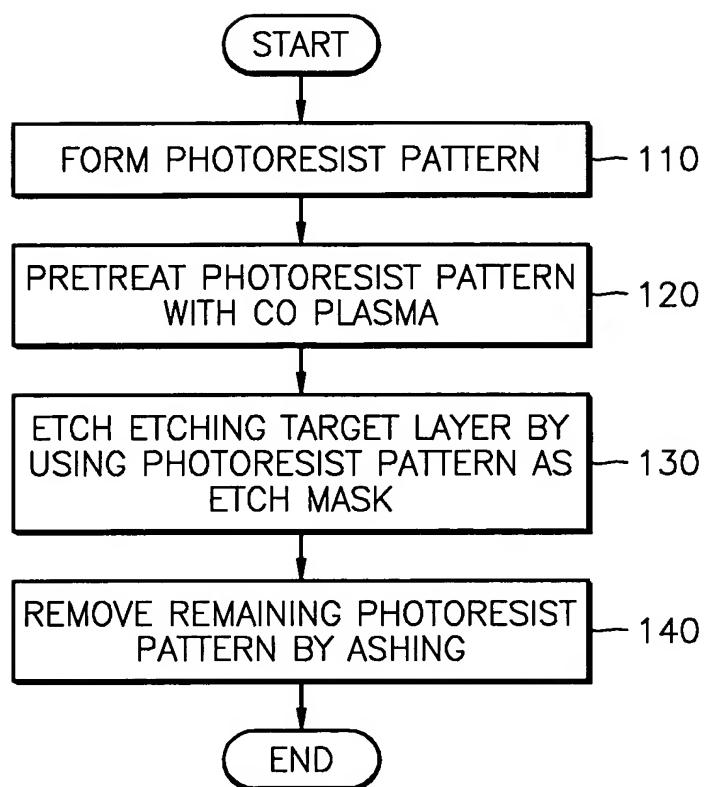 START
FORM PHOTORESIST PATTERN
110
PRETREAT PHOTORESIST PATTERN
WITH CO PLASMA
120
ETCH ETCHING TARGET LAYER BY
USING PHOTORESIST PATTERN AS
ETCH MASK
130
REMOVE REMAINING PHOTORESIST
PATTERN BY ASHING
140
END